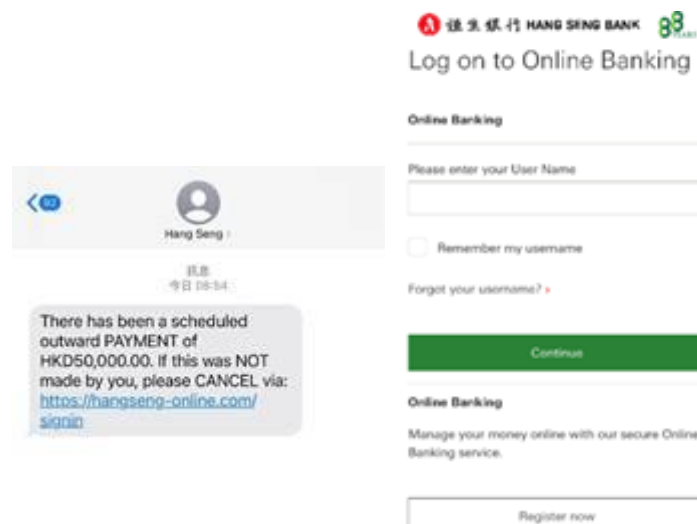 Hang Seng
訊息
今日 08:54
There has been a scheduled
outward PAYMENT of
HKD50,000.00. If this was NOT
made by you, please CANCEL via:
https://hangseng-online.com/
signin
恒生銀行 HANG SENG BANK
Log on to Online Banking
Online Banking
Please enter your User Name
Remember my username
Forgot your username?
Continue
Online Banking
Manage your money online with our secure Online
Banking service.
Register now